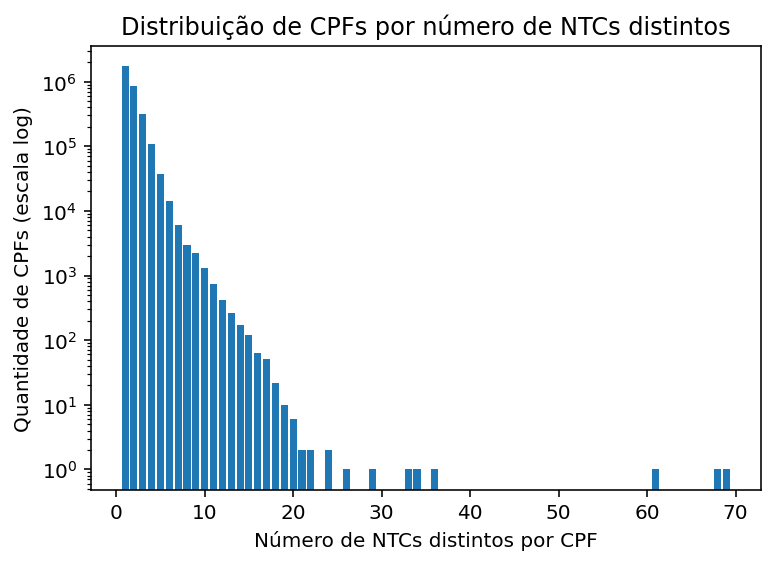 Distribuição de CPFs por número de NTCs distintos
Quantidade de CPFs (escala log)
10⁶
10⁵
10⁴
10³
10²
10¹
10⁰
0 10 20 30 40 50 60 70
Número de NTCs distintos por CPF